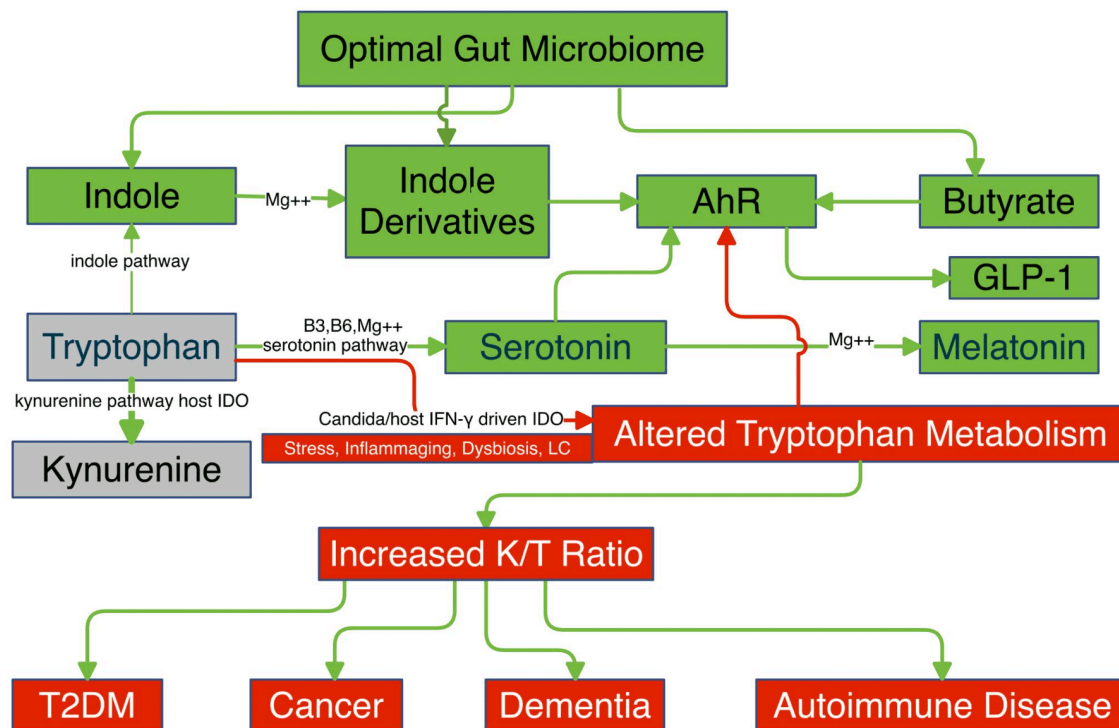 Optimal Gut Microbiome
Indole
Mg++
Indole
Derivatives
AhR
Butyrate
indole pathway
GLP-1
Tryptophan
B3,B6,Mg++
serotonin pathway
Serotonin
Mg++
Melatonin
kynurenine pathway host IDO
Candida/host IFN-γ driven IDO
Stress, Inflammaging, Dysbiosis, LC
Altered Tryptophan Metabolism
Kynurenine
Increased K/T Ratio
T2DM
Cancer
Dementia
Autoimmune Disease